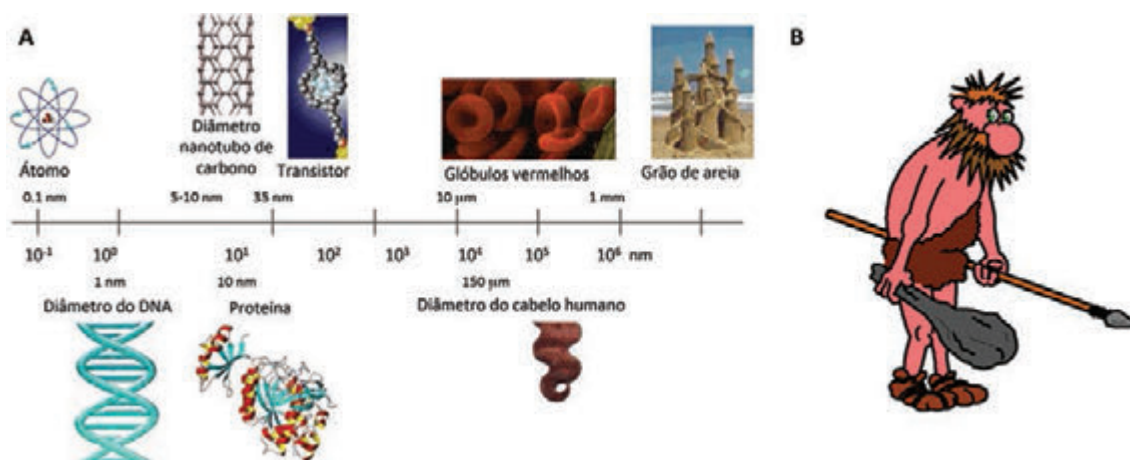 A
B
Diâmetro
nanotubo de
carbono
Átomo
Transistor
Glóbulos vermelhos
Grão de areia
0.1 nm
5-10 nm
35 nm
10 μm
1 mm
10⁻¹
10⁰
10¹
10²
10³
10⁴
10⁵
10⁶ nm
1 nm
10 nm
150 μm
Diâmetro do DNA
Proteína
Diâmetro do cabelo humano